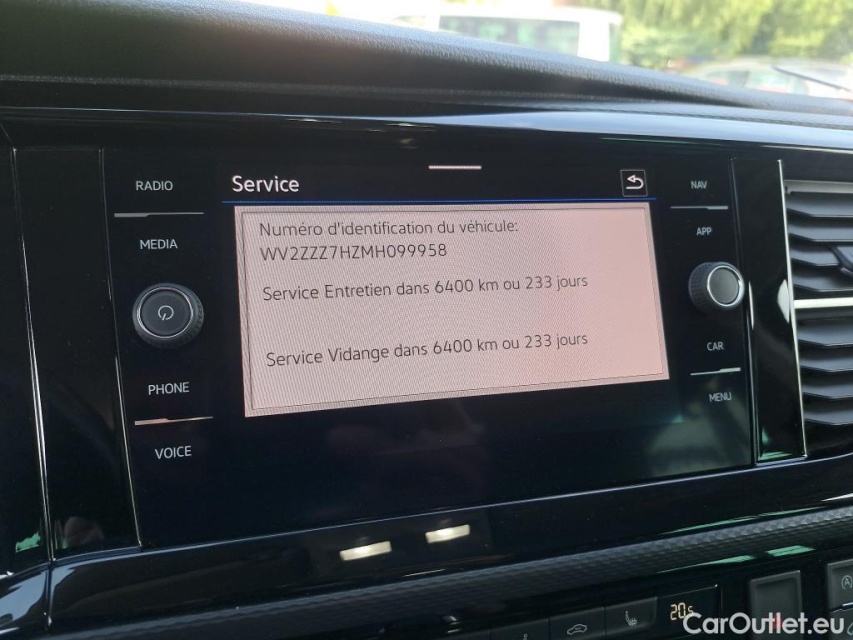 RADIO
MEDIA
PHONE
VOICE
Service
Numéro d'identification du véhicule:
WV2ZZZ7HZMH099958
Service Entretien dans 6400 km ou 233 jours
Service Vidange dans 6400 km ou 233 jours
NAV
APP
CAR
MENU
20.5
CarOutlet.eu